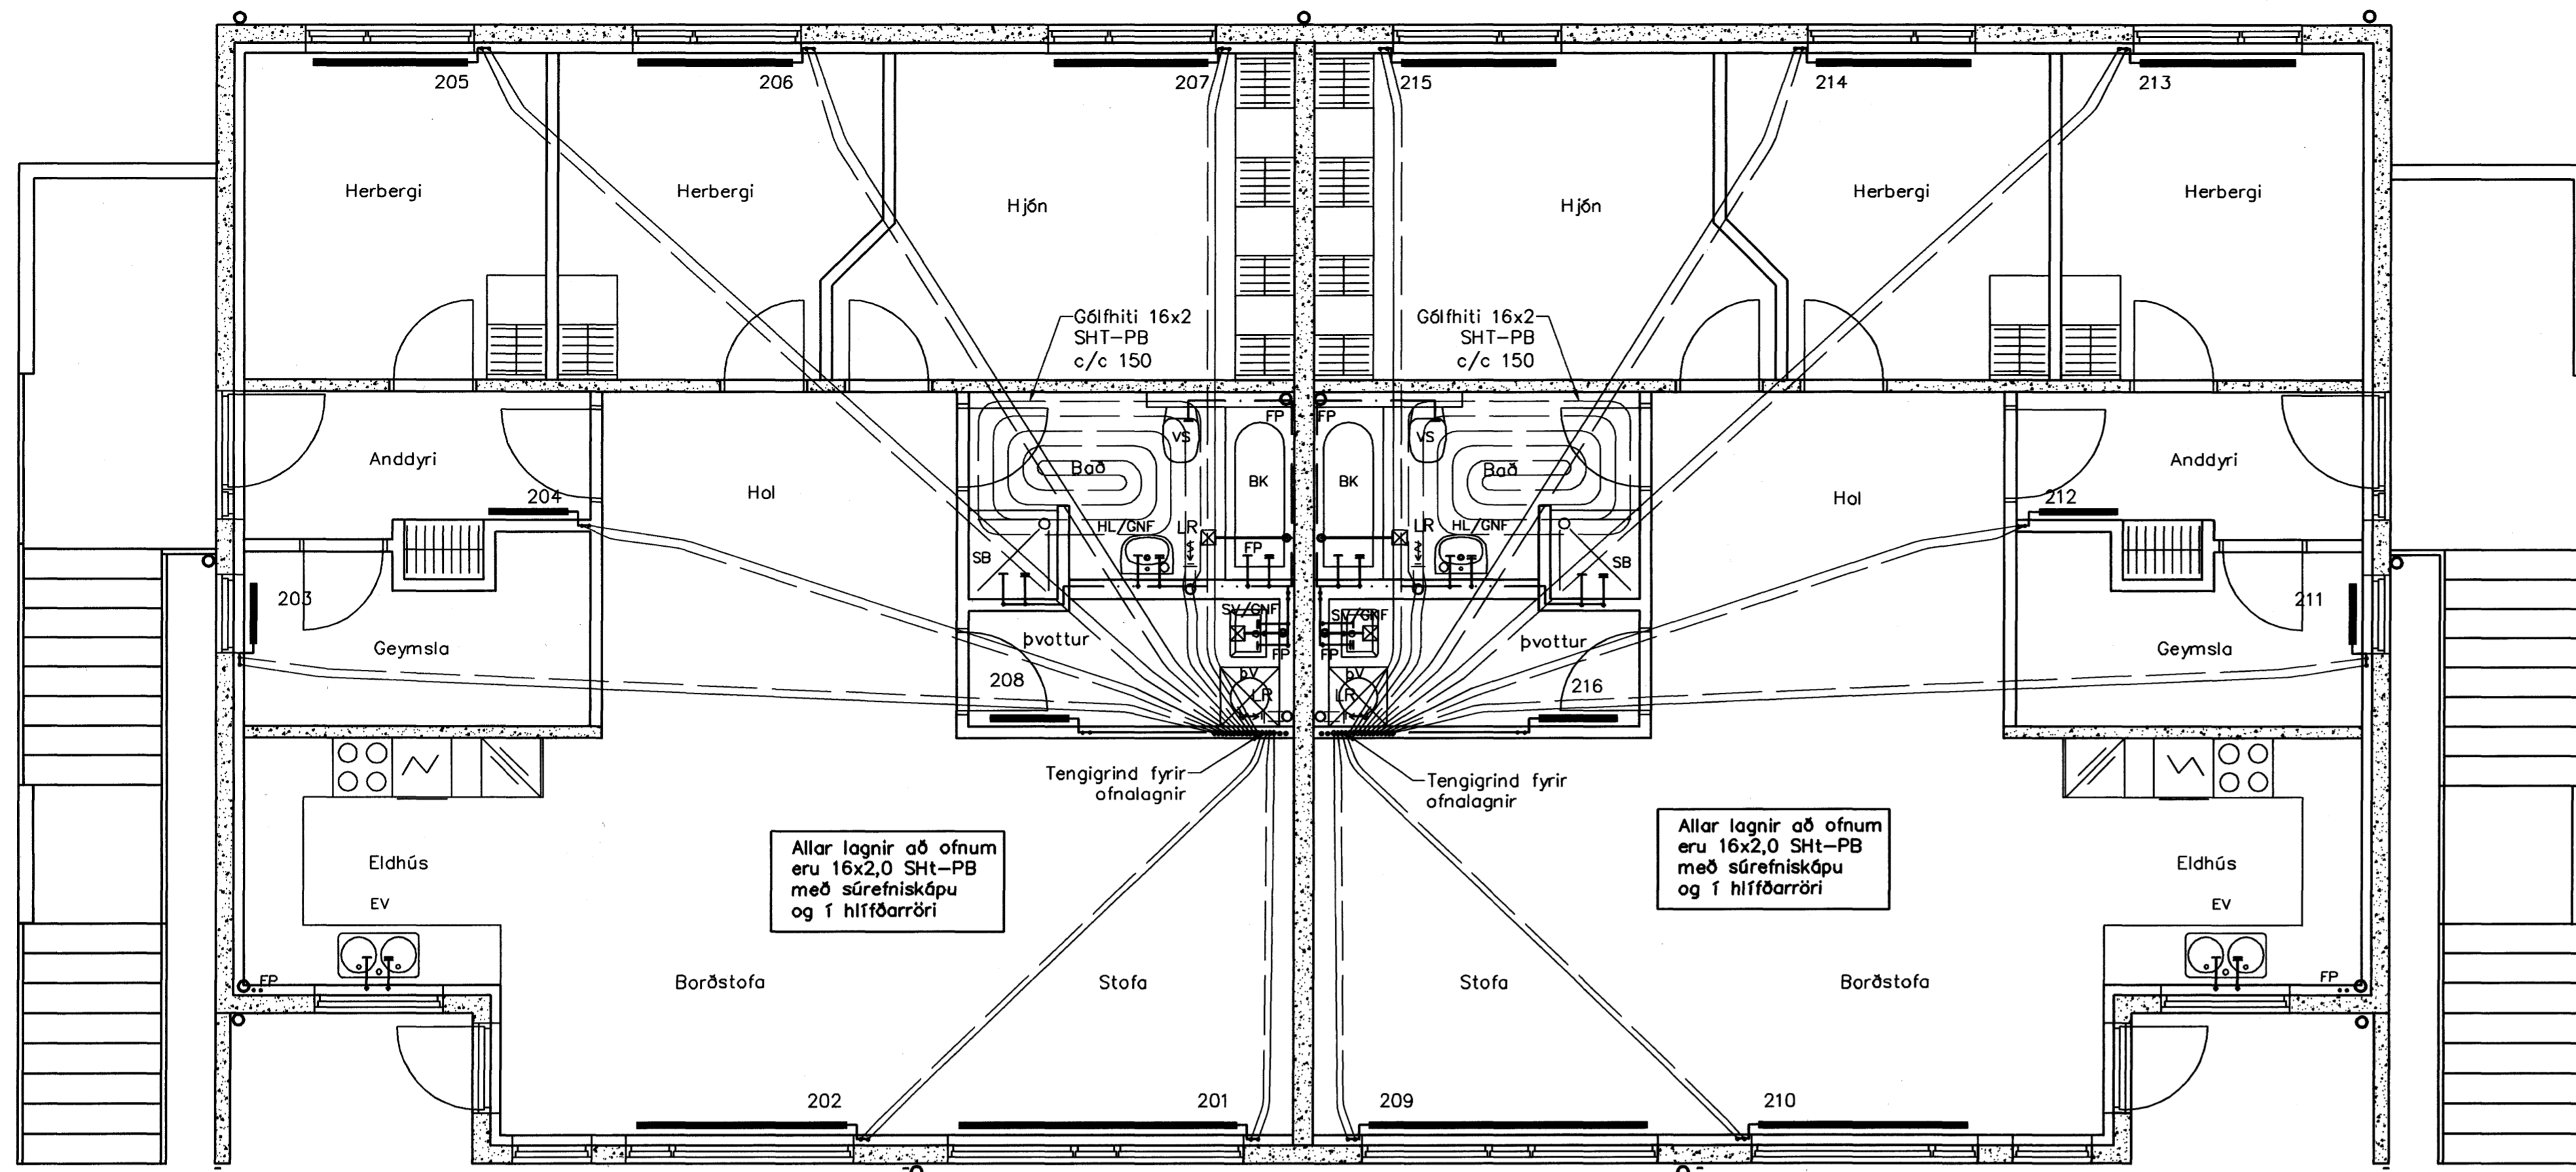 205
206
207
215
214
213
Herbergi
Herbergi
Hjón
Hjón
Herbergi
Herbergi
Gólfhiti 16x2
SHT-PB
c/c 150
Gólfhiti 16x2
SHT-PB
c/c 150
FP
FP
VS
VS
Anddyri
Bað
BK
BK
Bað
Anddyri
204
Hol
Hol
212
HL/GNF
LR
LR
HL/GNF
FP
SB
SB
203
211
SV/GNF
SV/GNF
Geymsla
þvottur
FP
FP
þvottur
Geymsla
208
þV
LR
þV
LR
216
Tengigrind fyrir
ofnalagnir
Tengigrind fyrir
ofnalagnir
Allar lagnir að ofnum
eru 16x2,0 SHt-PB
með súrefniskápu
og í hlífðarröri
Allar lagnir að ofnum
eru 16x2,0 SHt-PB
með súrefniskápu
og í hlífðarröri
Eldhús
EV
Eldhús
EV
FP
Borðstofa
Stofa
Stofa
Borðstofa
FP
202
201
209
210